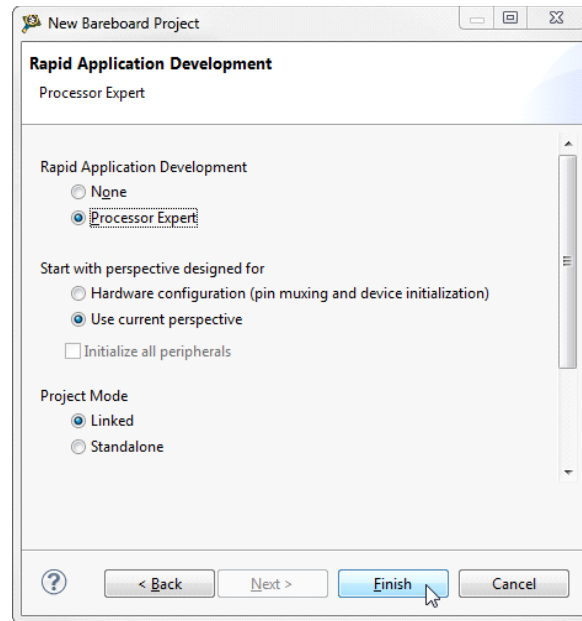 New Bareboard Project
Rapid Application Development
Processor Expert
Rapid Application Development
None
Processor Expert
Start with perspective designed for
Hardware configuration (pin muxing and device initialization)
Use current perspective
Initialize all peripherals
Project Mode
Linked
Standalone
? < Back Next > Finish Cancel